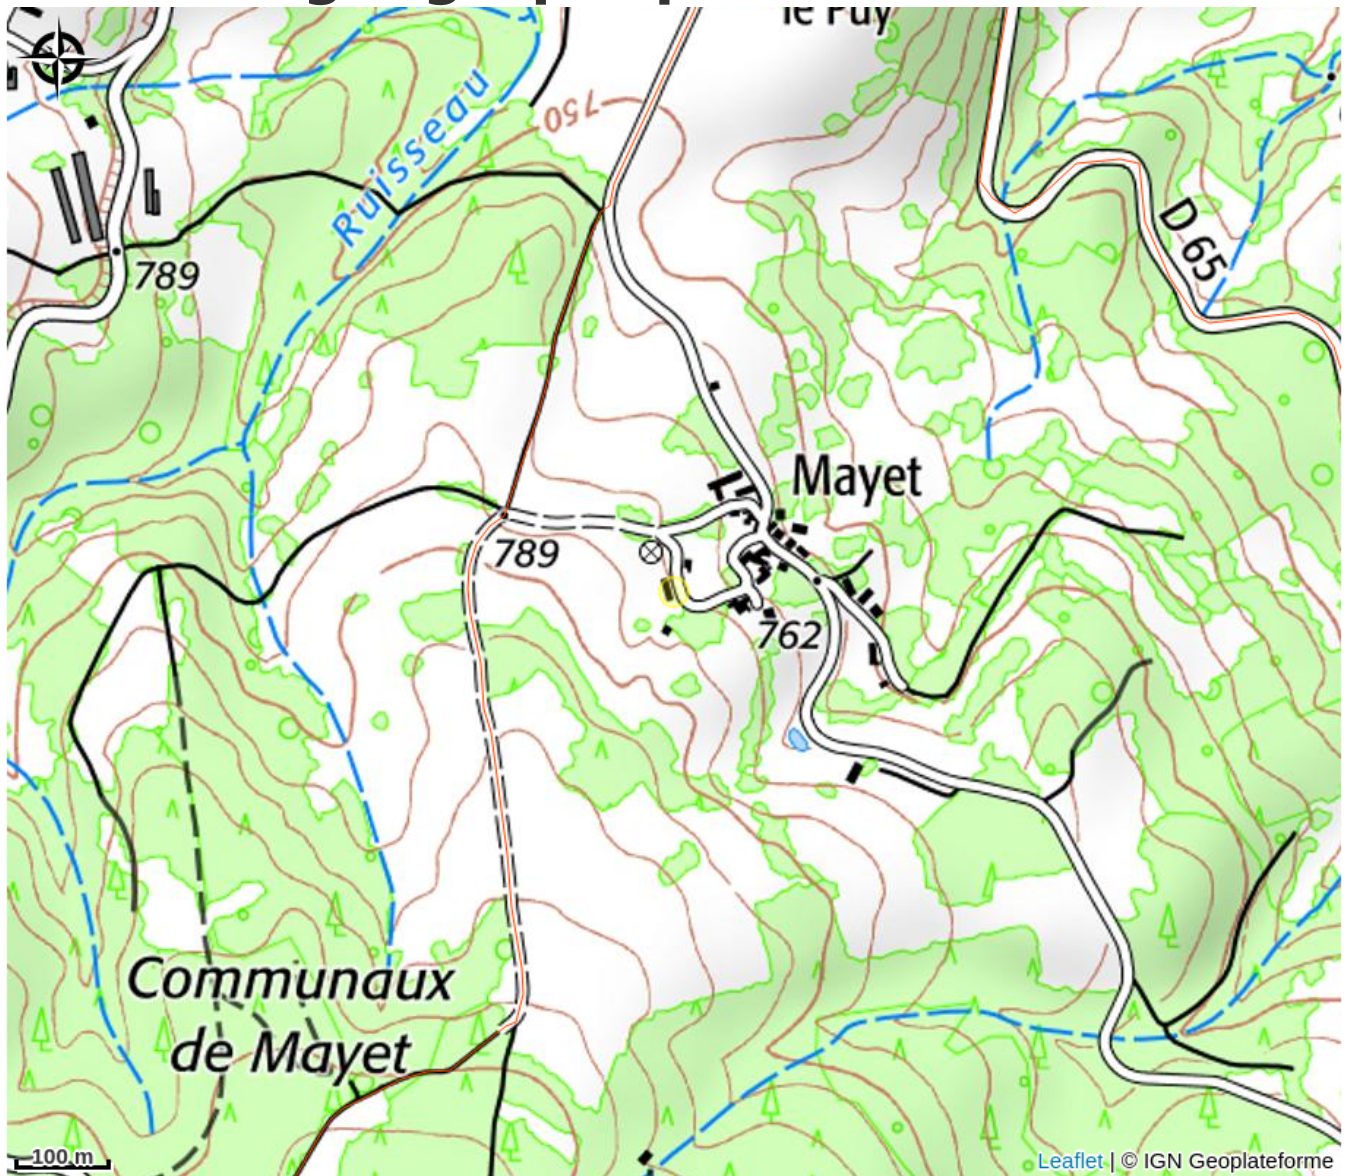 le Puy
750
Ruisseau
D 65
789
Mayet
789
762
Communaux
de Mayet
100 m
Leaflet | © IGN Geoplateforme